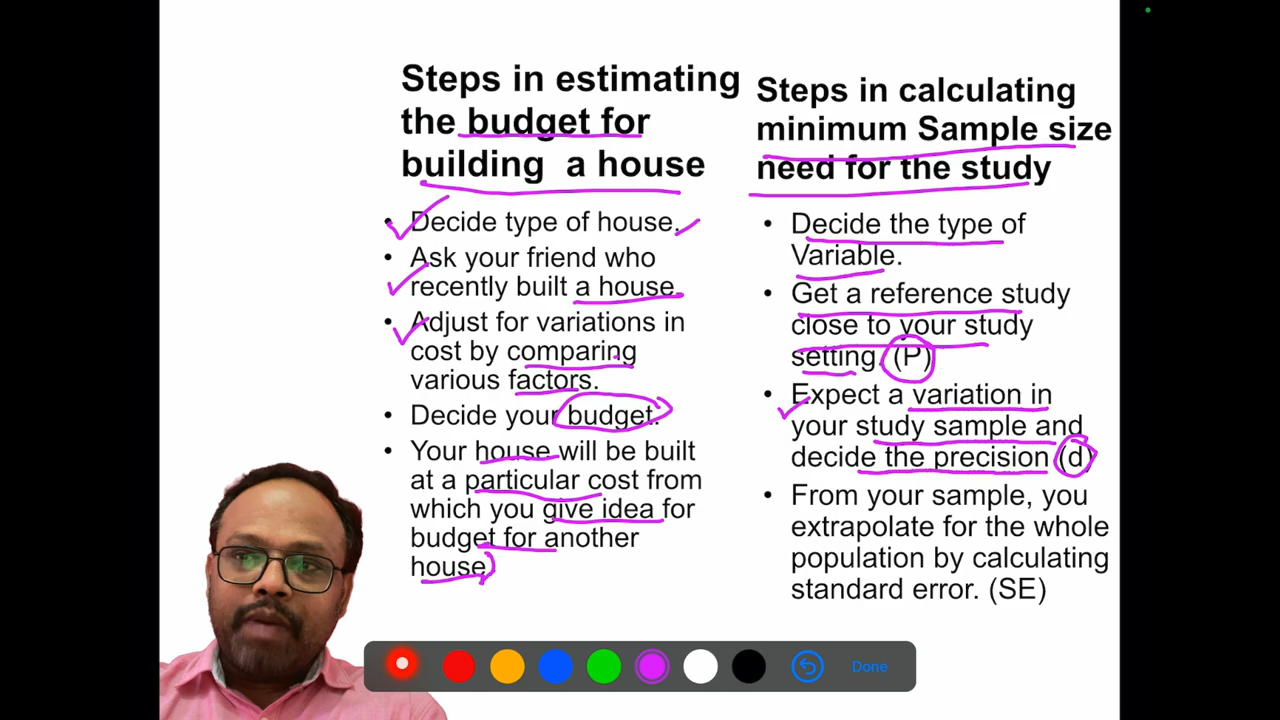 Steps in estimating
the budget for
building a house
• Decide type of house.
• Ask your friend who
recently built a house.
• Adjust for variations in
cost by comparing
various factors.
• Decide your budget.
• Your house will be built
at a particular cost from
which you give idea for
budget for another
house
Steps in calculating
minimum Sample size
need for the study
• Decide the type of
Variable.
• Get a reference study
close to your study
setting. (P)
• Expect a variation in
your study sample and
decide the precision (d)
• From your sample, you
extrapolate for the whole
population by calculating
standard error. (SE)
Done